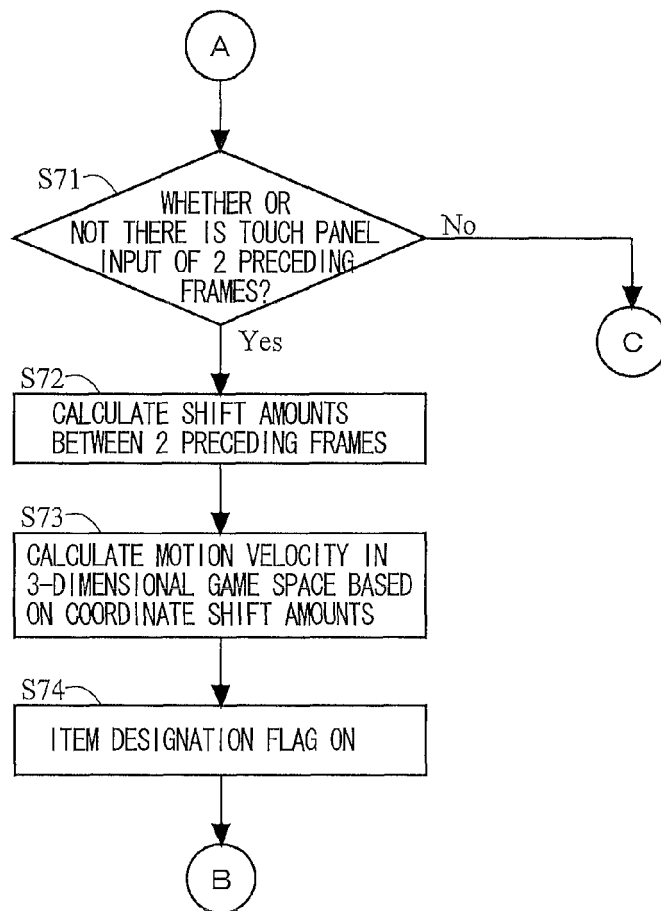 A
S71
WHETHER OR
NOT THERE IS TOUCH PANEL
INPUT OF 2 PRECEDING
FRAMES?
No
C
Yes
S72
CALCULATE SHIFT AMOUNTS
BETWEEN 2 PRECEDING FRAMES
S73
CALCULATE MOTION VELOCITY IN
3-DIMENSIONAL GAME SPACE BASED
ON COORDINATE SHIFT AMOUNTS
S74
ITEM DESIGNATION FLAG ON
B